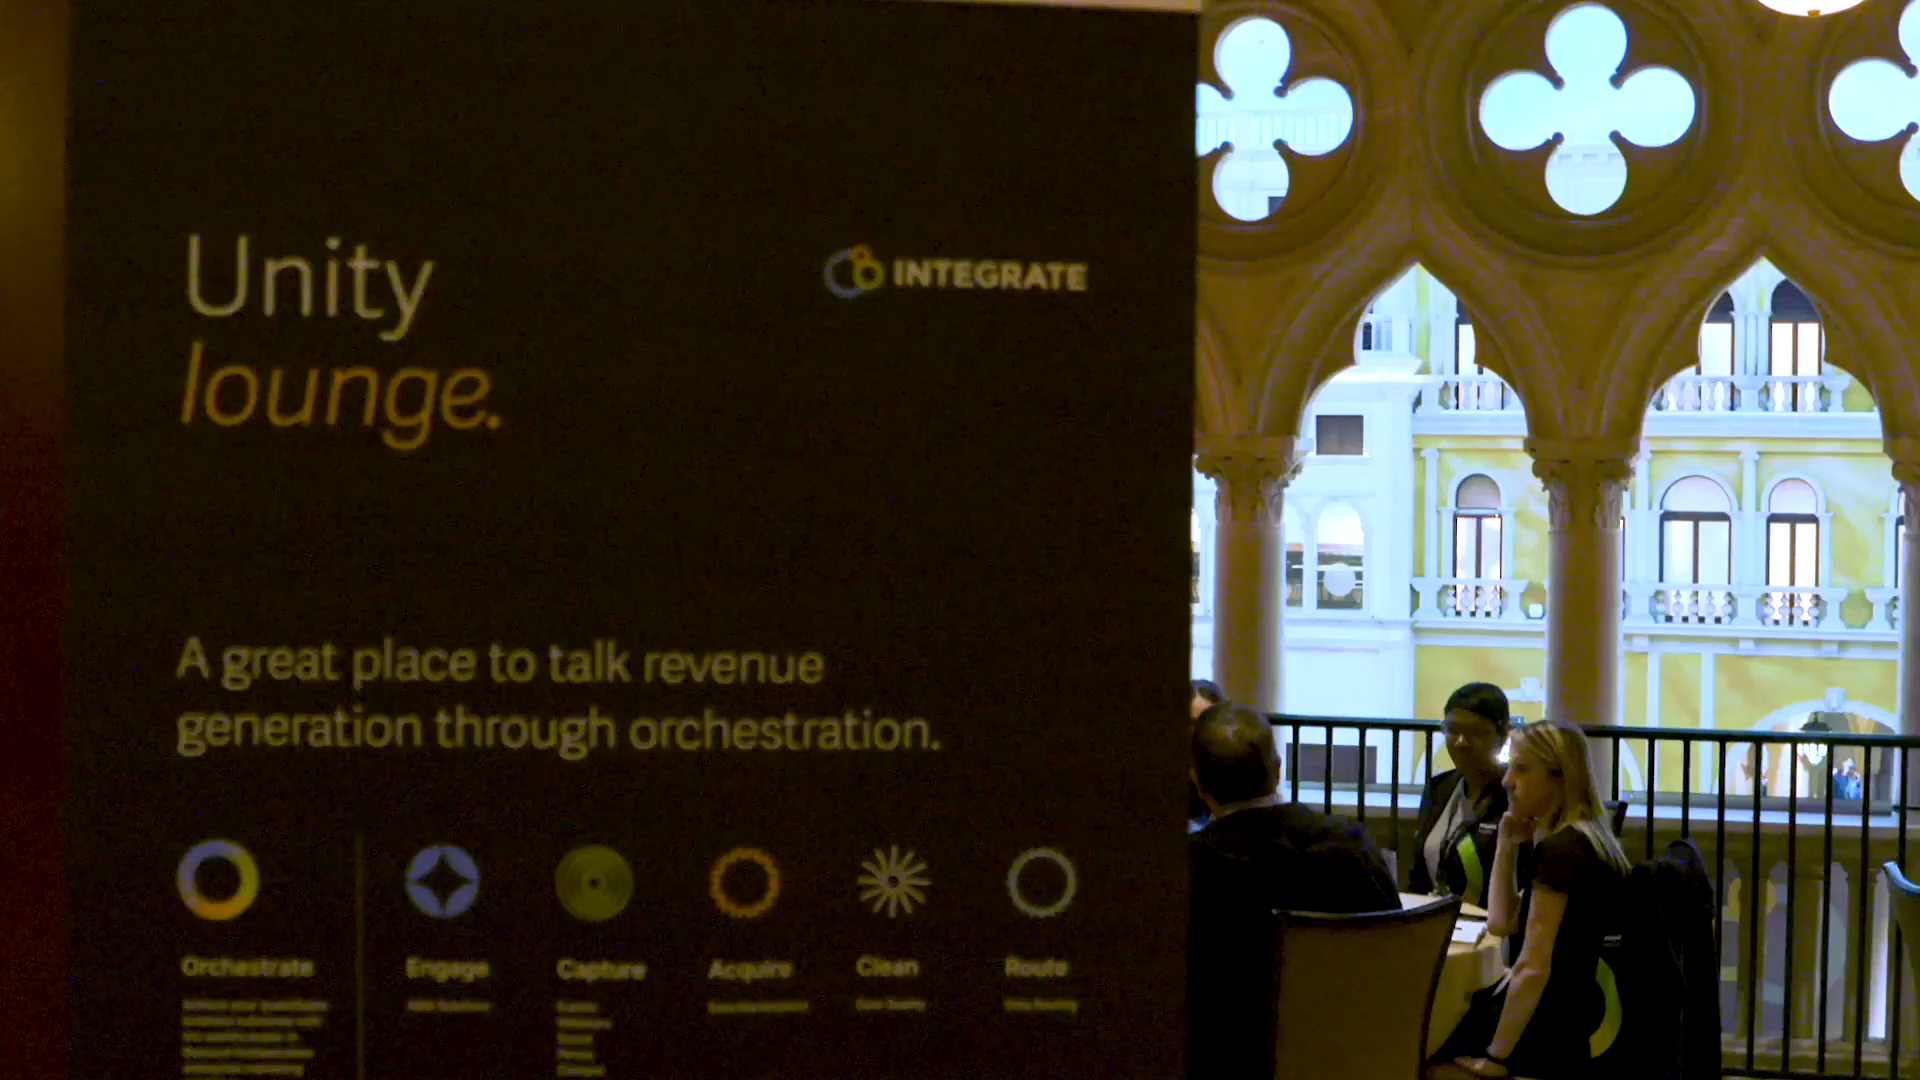 Unity
lounge.
INTEGRATE
A great place to talk revenue
generation through orchestration.
Orchestrate
Engage
Capture
Acquire
Clean
Route